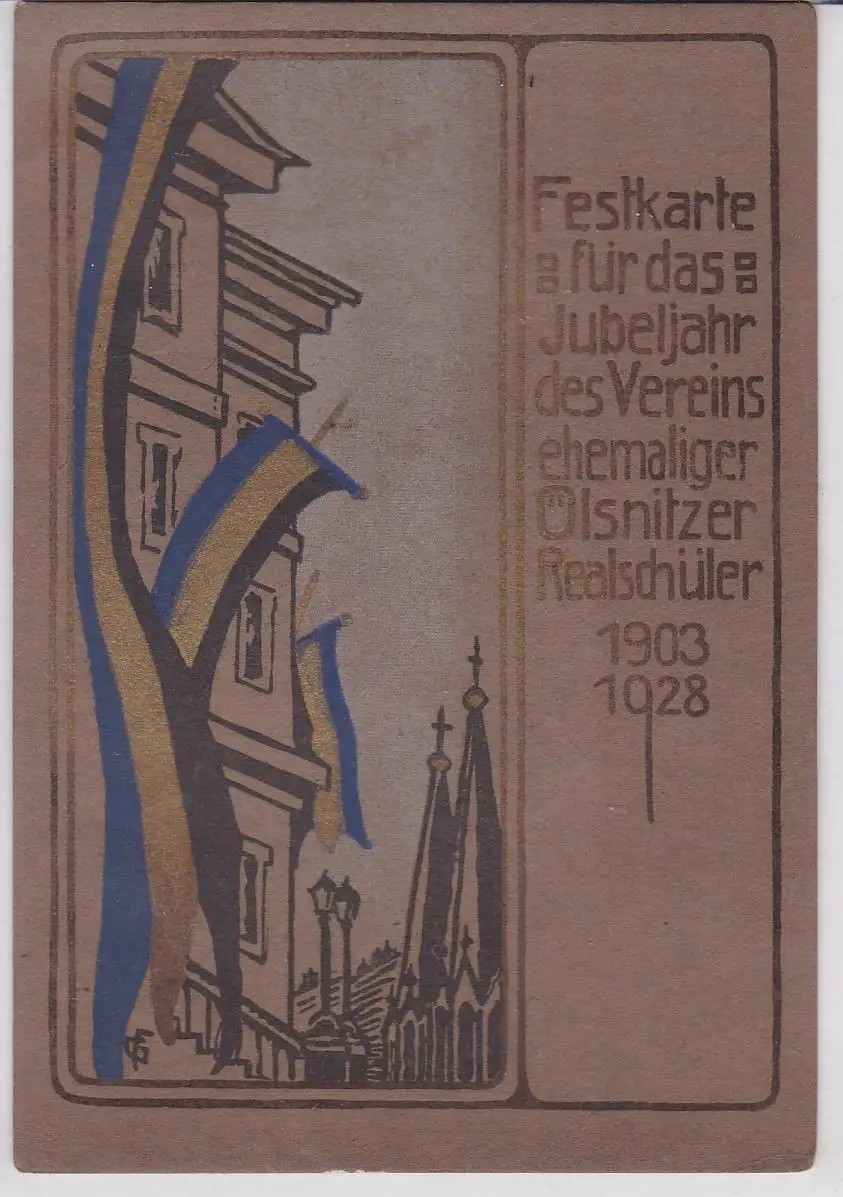 Festkarte
für das
Jubeljahr
des Vereins
ehemaliger
Ölsnitzer
Realschüler
1903
1928